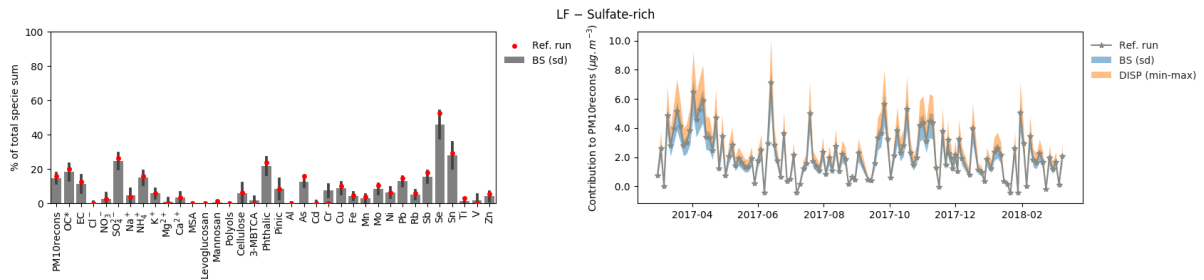 LF − Sulfate-rich
% of total specie sum
100
80
60
40
20
0
PM10recons
OC*
EC
Cl⁻
NO₃⁻
SO₄²⁻
Na⁺
NH₄⁺
K⁺
Mg²⁺
Ca²⁺
MSA
Levoglucosan
Mannosan
Polyols
Cellulose
3-MBTCA
Phthalic
Pinic
Al
As
Cd
Cr
Cu
Fe
Mn
Mo
Ni
Pb
Rb
Sb
Se
Sn
Ti
V
Zn
Ref. run
BS (sd)
Contribution to PM10recons (μg. m⁻³)
10.0
8.0
6.0
4.0
2.0
0.0
2017-04
2017-06
2017-08
2017-10
2017-12
2018-02
Ref. run
BS (sd)
DISP (min-max)